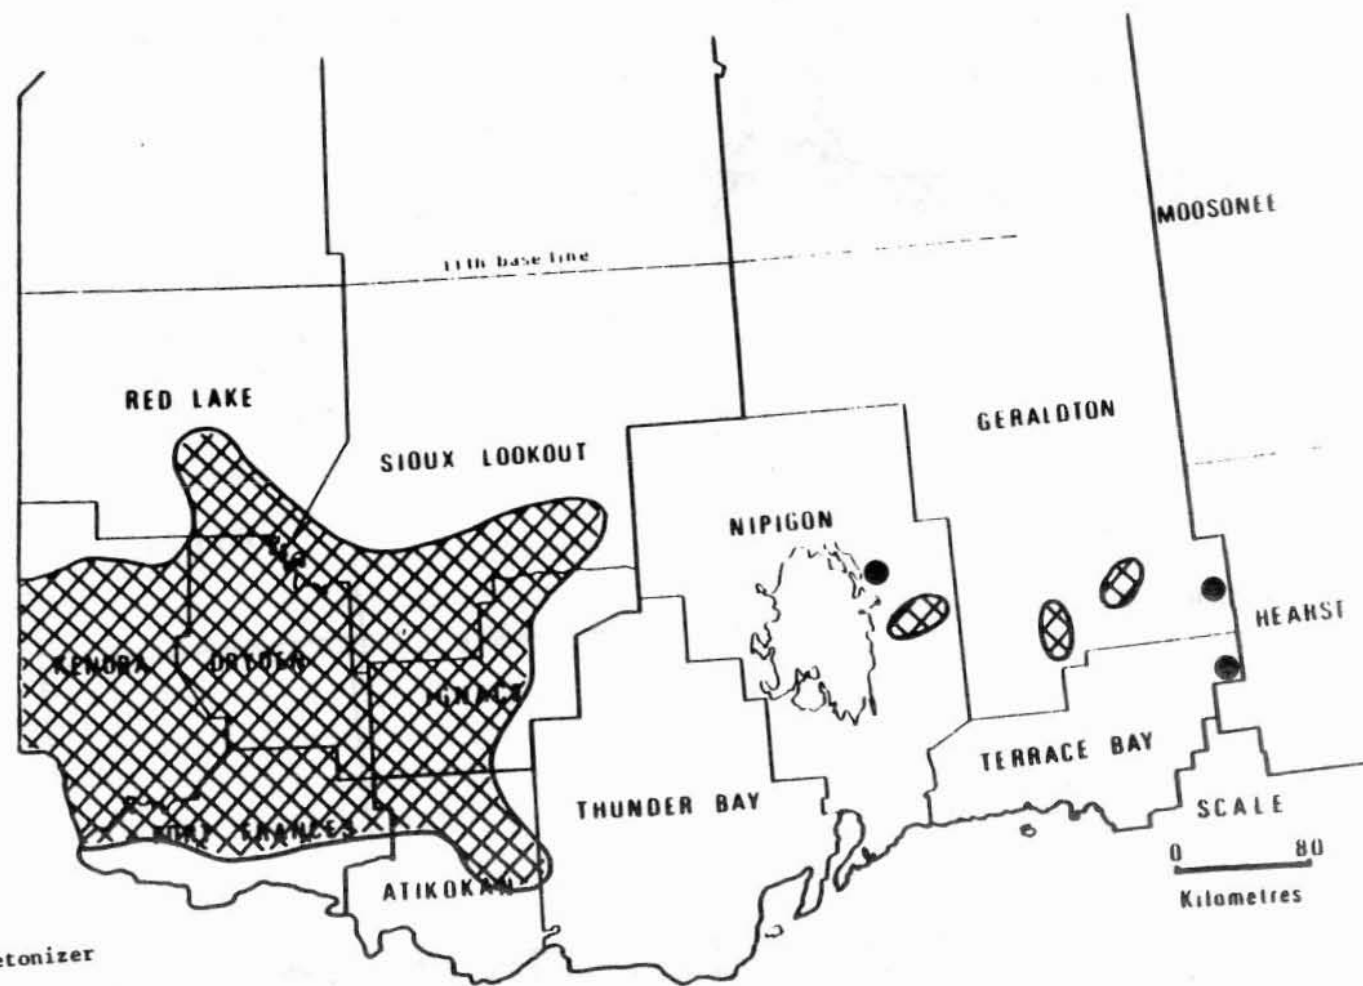 MOOSONEE
11th base line
RED LAKE
GERALDTON
SIOUX LOOKOUT
NIPIGON
HEARST
KENORA
DRYDEN
IGNACE
TERRACE BAY
THUNDER BAY
SCALE
FORT FRANCES
0 80
ATIKOKAN
Kilometres
etonizer